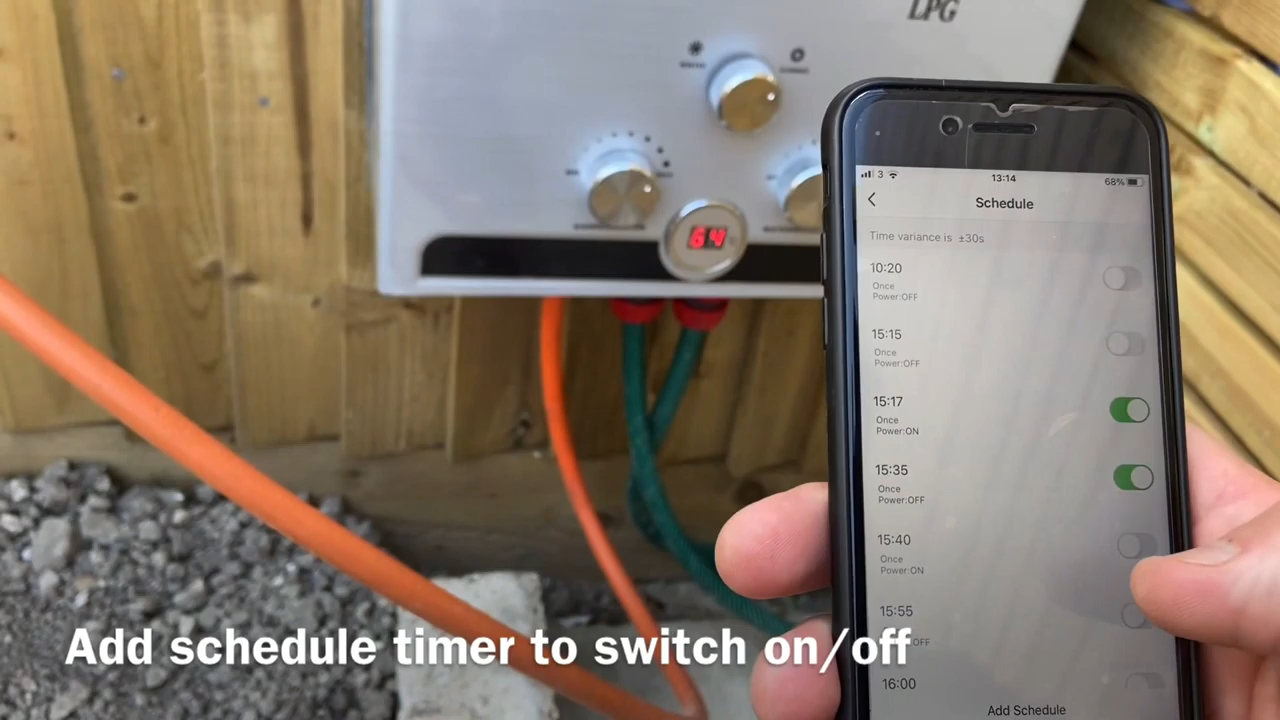 LPG
64
3
13:14
68%
Schedule
Time variance is ±30s
10:20
Once
Power:OFF
15:15
Once
Power:OFF
15:17
Once
Power:ON
15:35
Once
Power:OFF
15:40
Once
Power:ON
15:55
OFF
16:00
Add Schedule
Add schedule timer to switch on/off